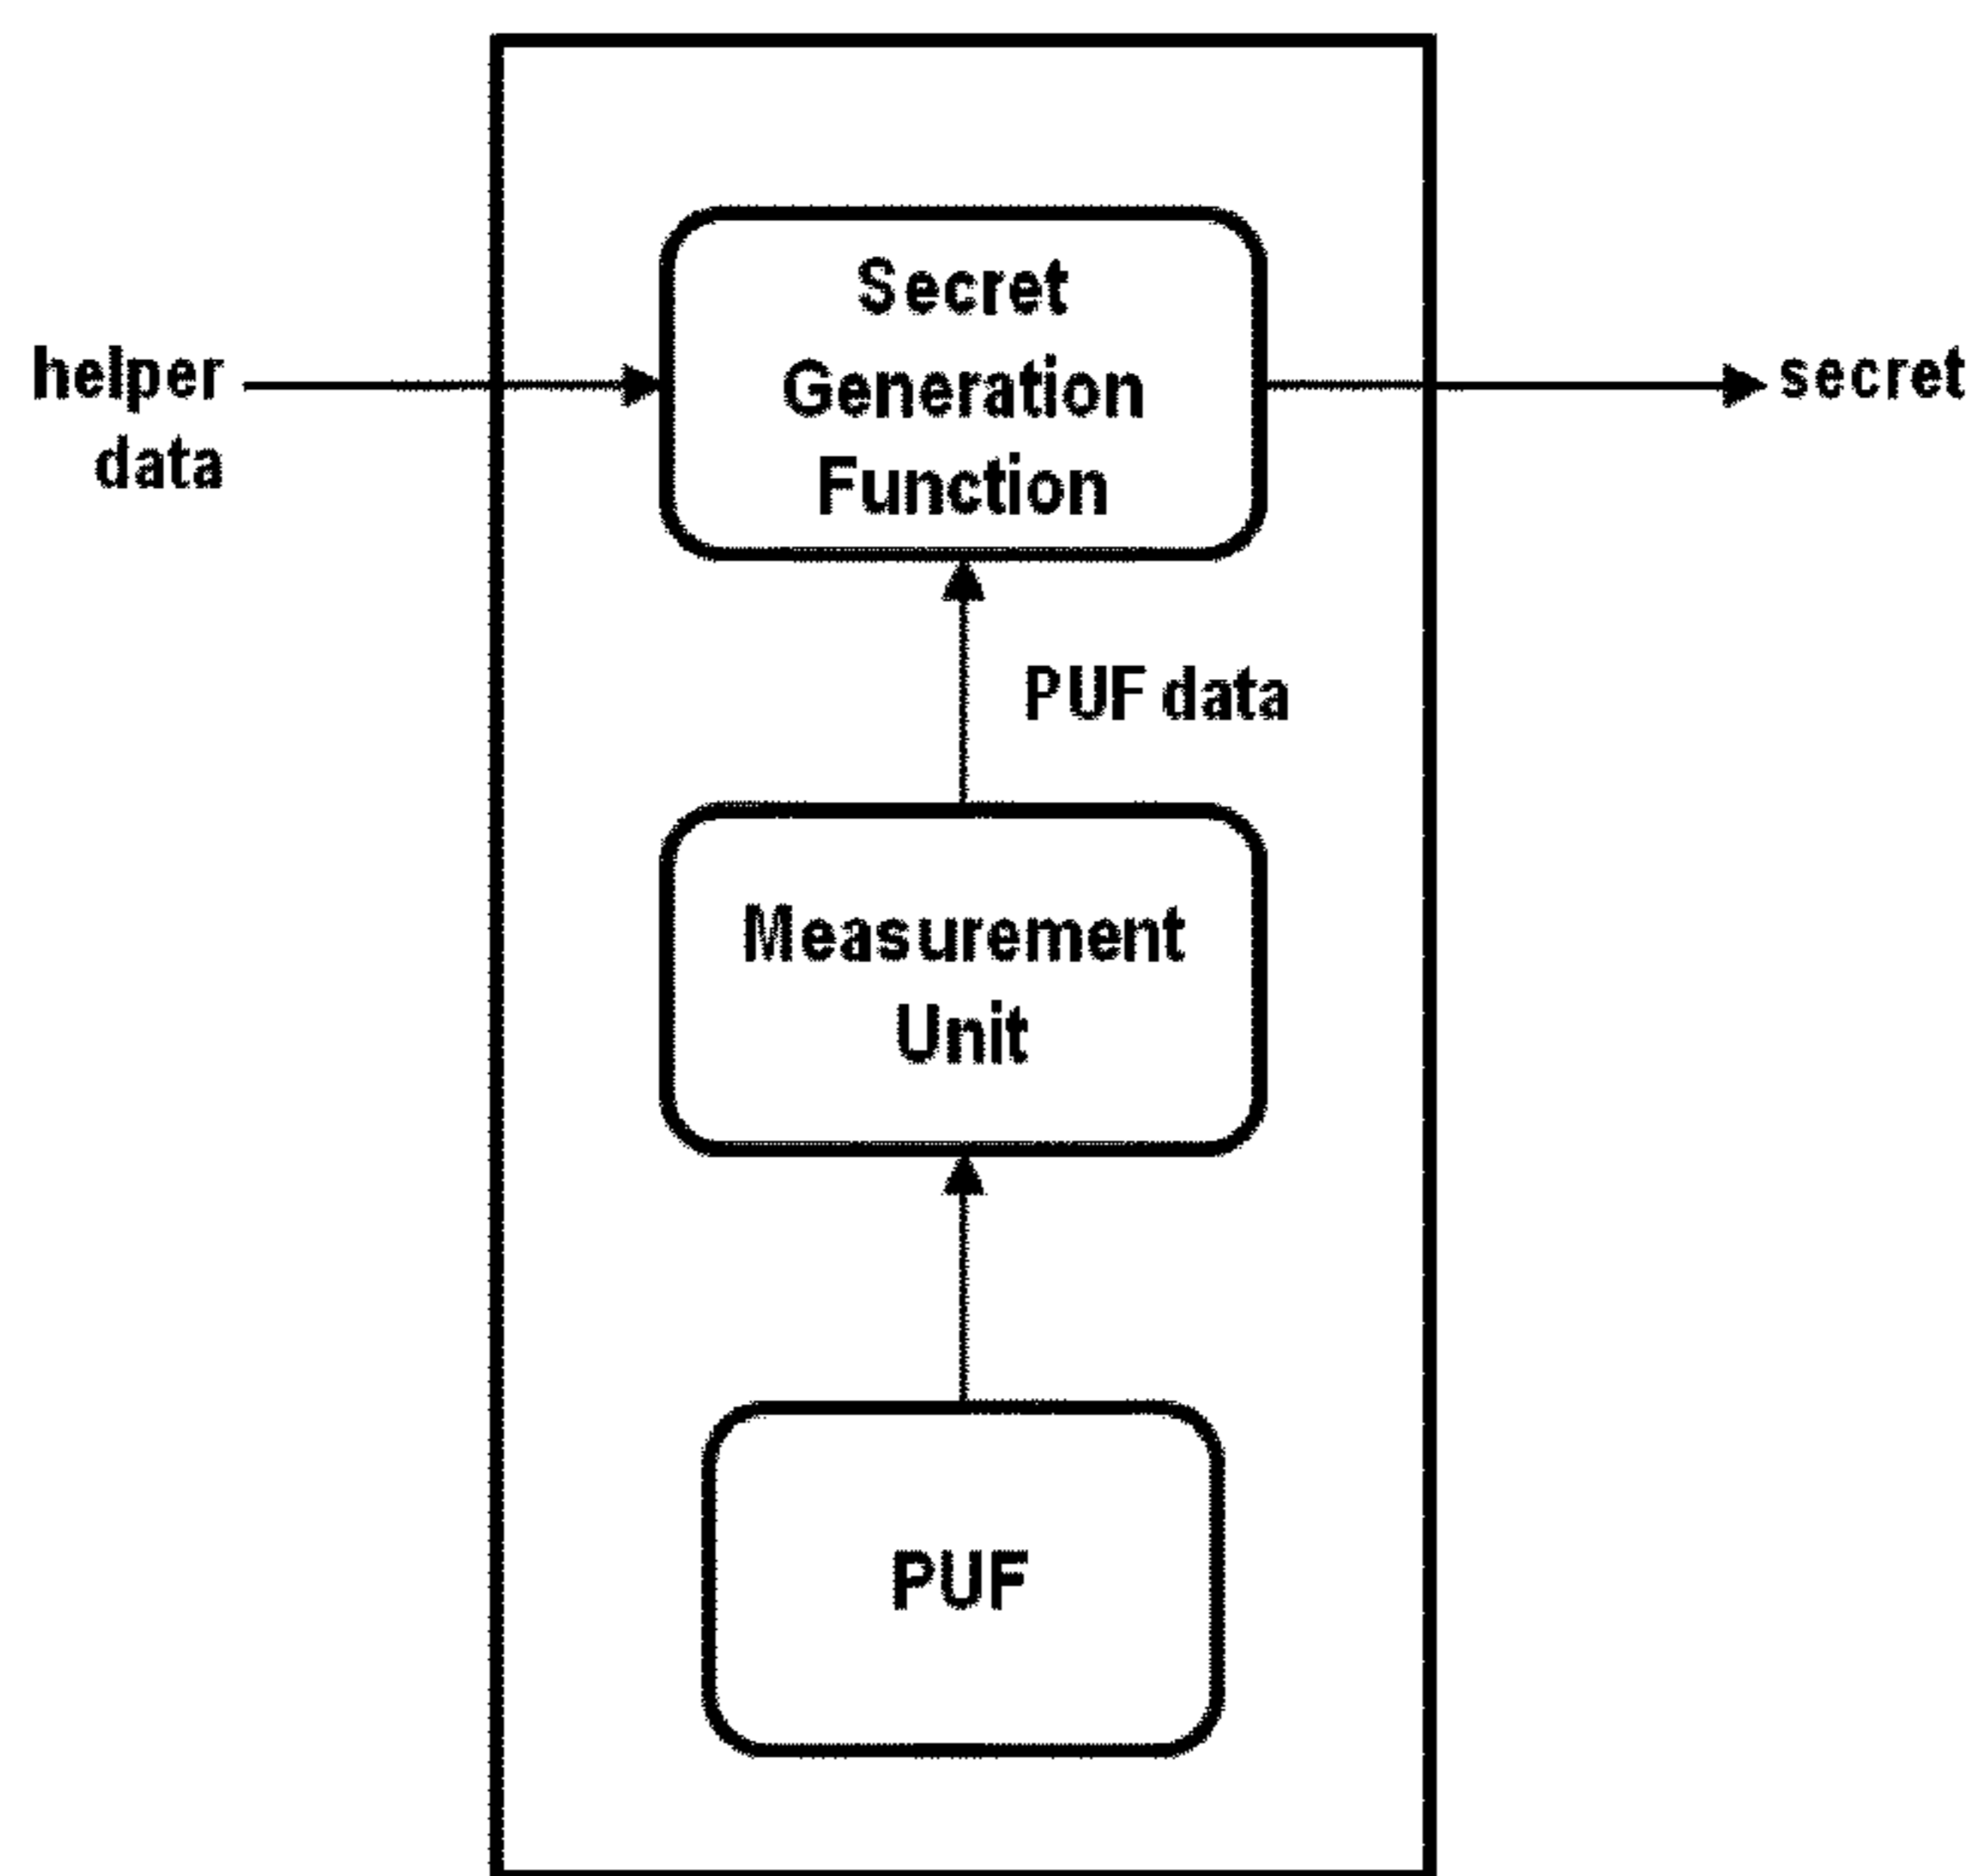 Secret
Generation
Function
helper
data
secret
PUF data
Measurement
Unit
PUF